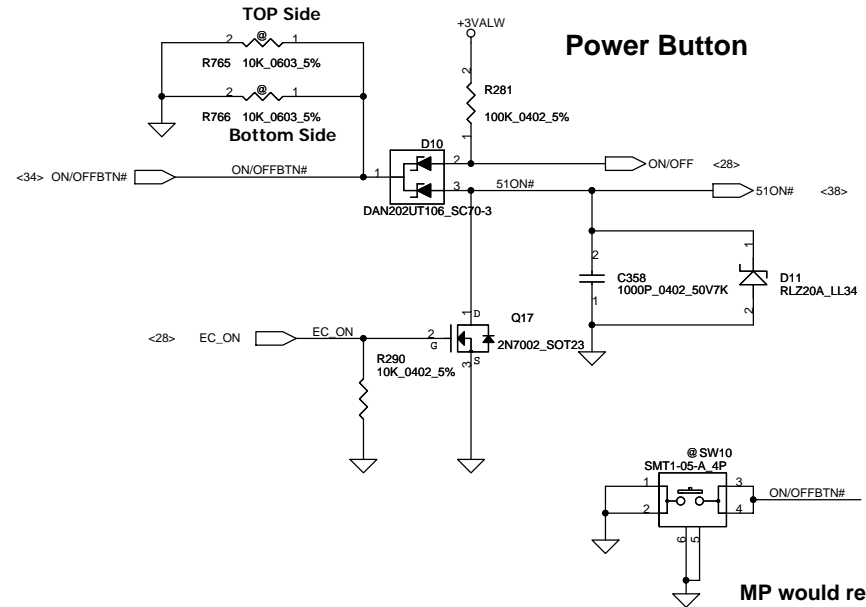 TOP Side
2 @ 1
R765 10K_0603_5%
2 @ 1
R766 10K_0603_5%
Bottom Side
+3VALW
Power Button
2
R281
100K_0402_5%
1
D10
<34> ON/OFFBTN#
ON/OFFBTN#
1
2
3
DAN202UT106_SC70-3
ON/OFF <28>
51ON#
51ON# <38>
2
C358
1000P_0402_50V7K
1
1
D11
RLZ20A_LL34
2
<28> EC_ON
EC_ON
2
G
1
D
Q17
2N7002_SOT23
3
S
R290
10K_0402_5%
@ SW10
SMT1-05-A_4P
1
2
3
4
6
5
ON/OFFBTN#
MP would re